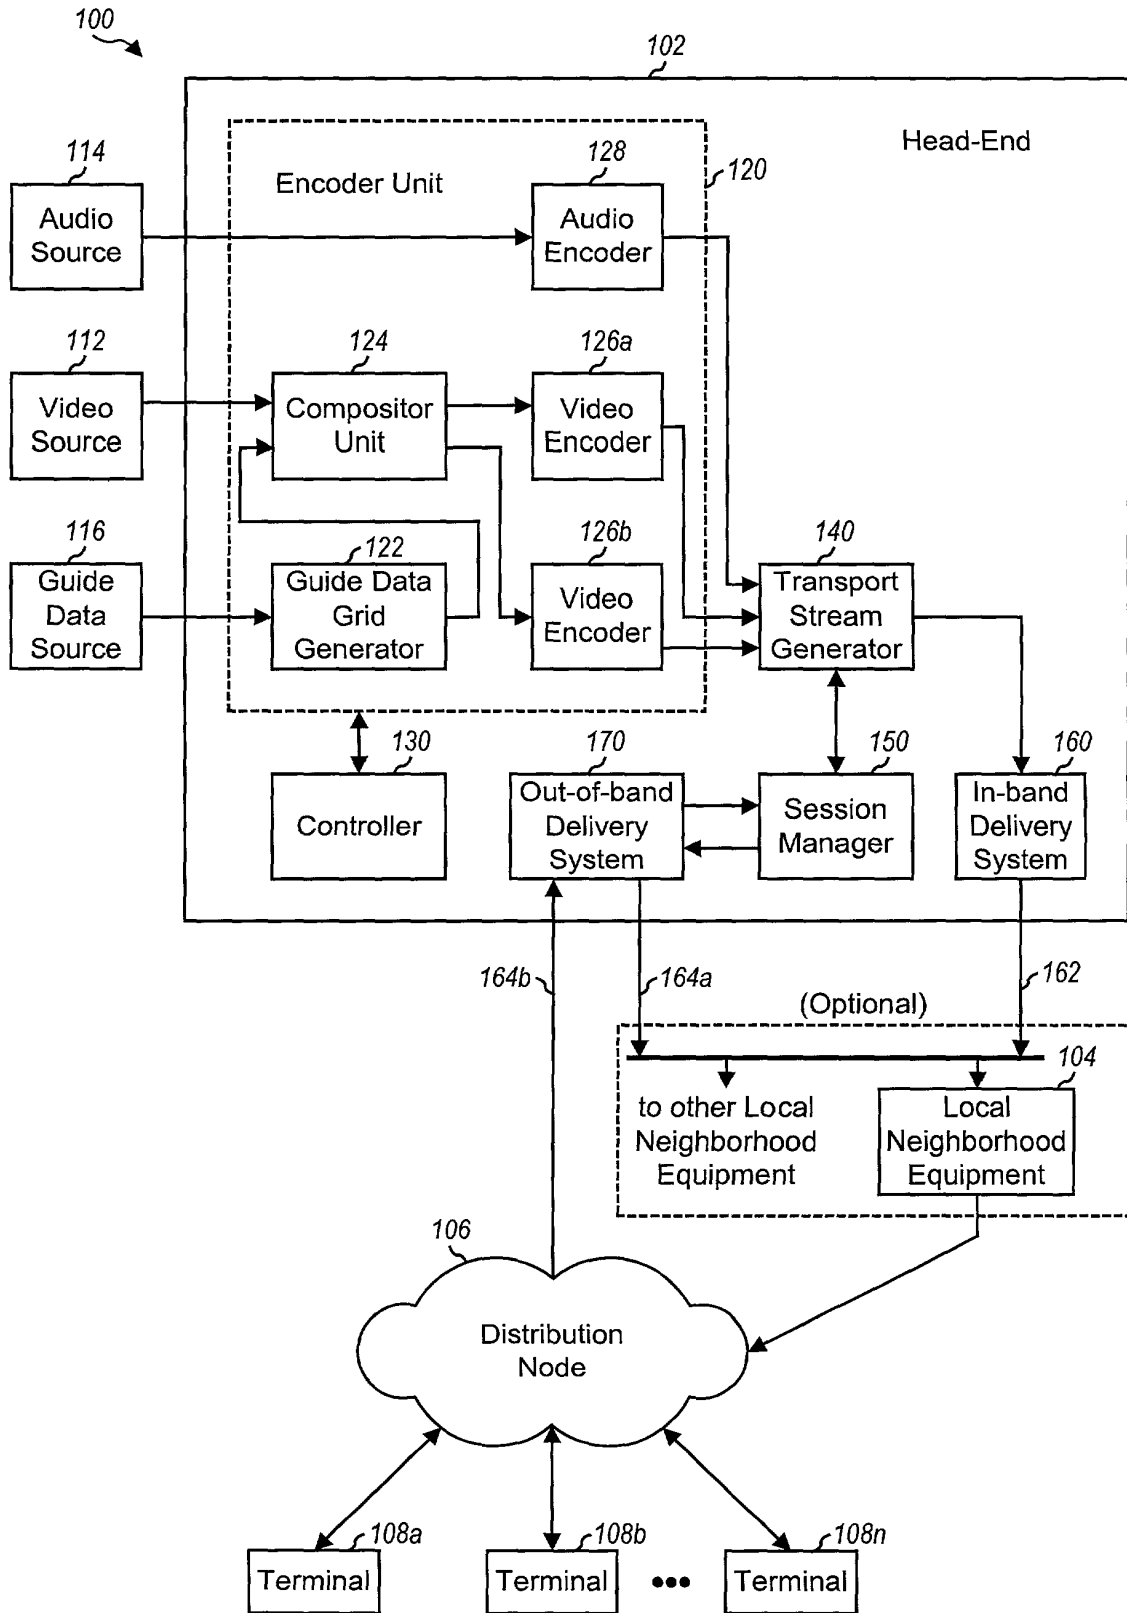 100
102
Head-End
120
Encoder Unit
114
Audio
Source
128
Audio
Encoder
112
Video
Source
124
Compositor
Unit
126a
Video
Encoder
116
Guide
Data
Source
122
Guide Data
Grid
Generator
126b
Video
Encoder
140
Transport
Stream
Generator
130
Controller
170
Out-of-band
Delivery
System
150
Session
Manager
160
In-band
Delivery
System
164b
164a
162
(Optional)
to other Local
Neighborhood
Equipment
104
Local
Neighborhood
Equipment
106
Distribution
Node
108a
Terminal
108b
Terminal
•••
108n
Terminal